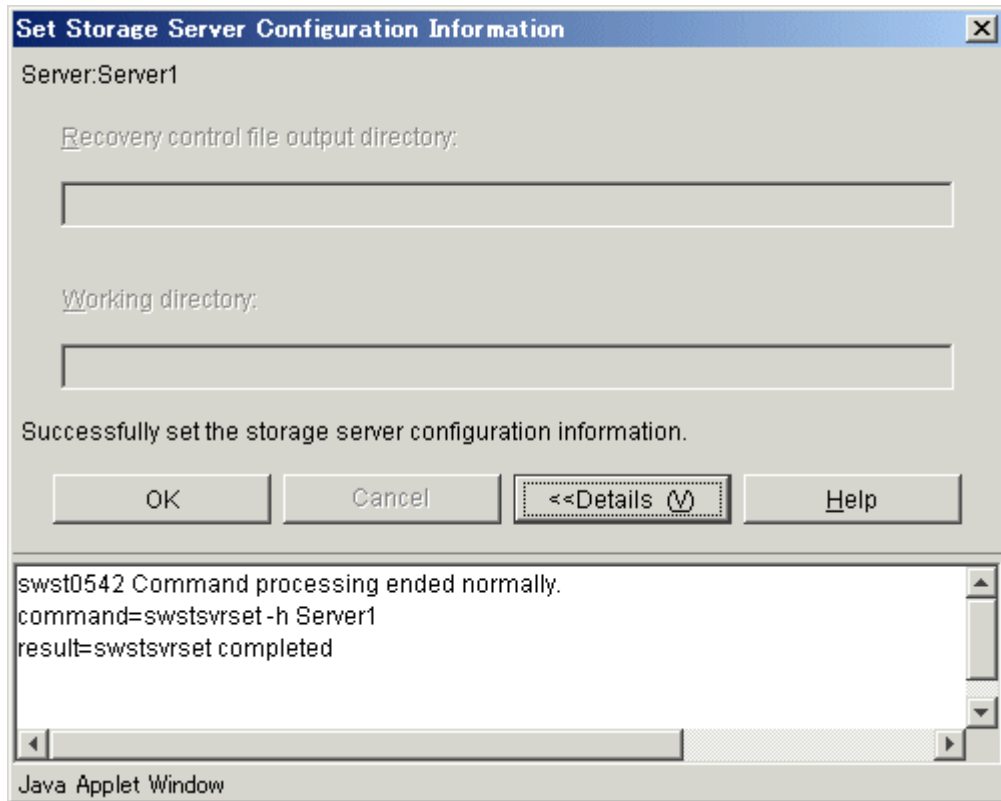 Set Storage Server Configuration Information
Server:Server1
Recovery control file output directory:
Working directory:
Successfully set the storage server configuration information.
OK Cancel <<Details (V) Help
swst0542 Command processing ended normally.
command=swstsvrset -h Server1
result=swstsvrset completed
Java Applet Window